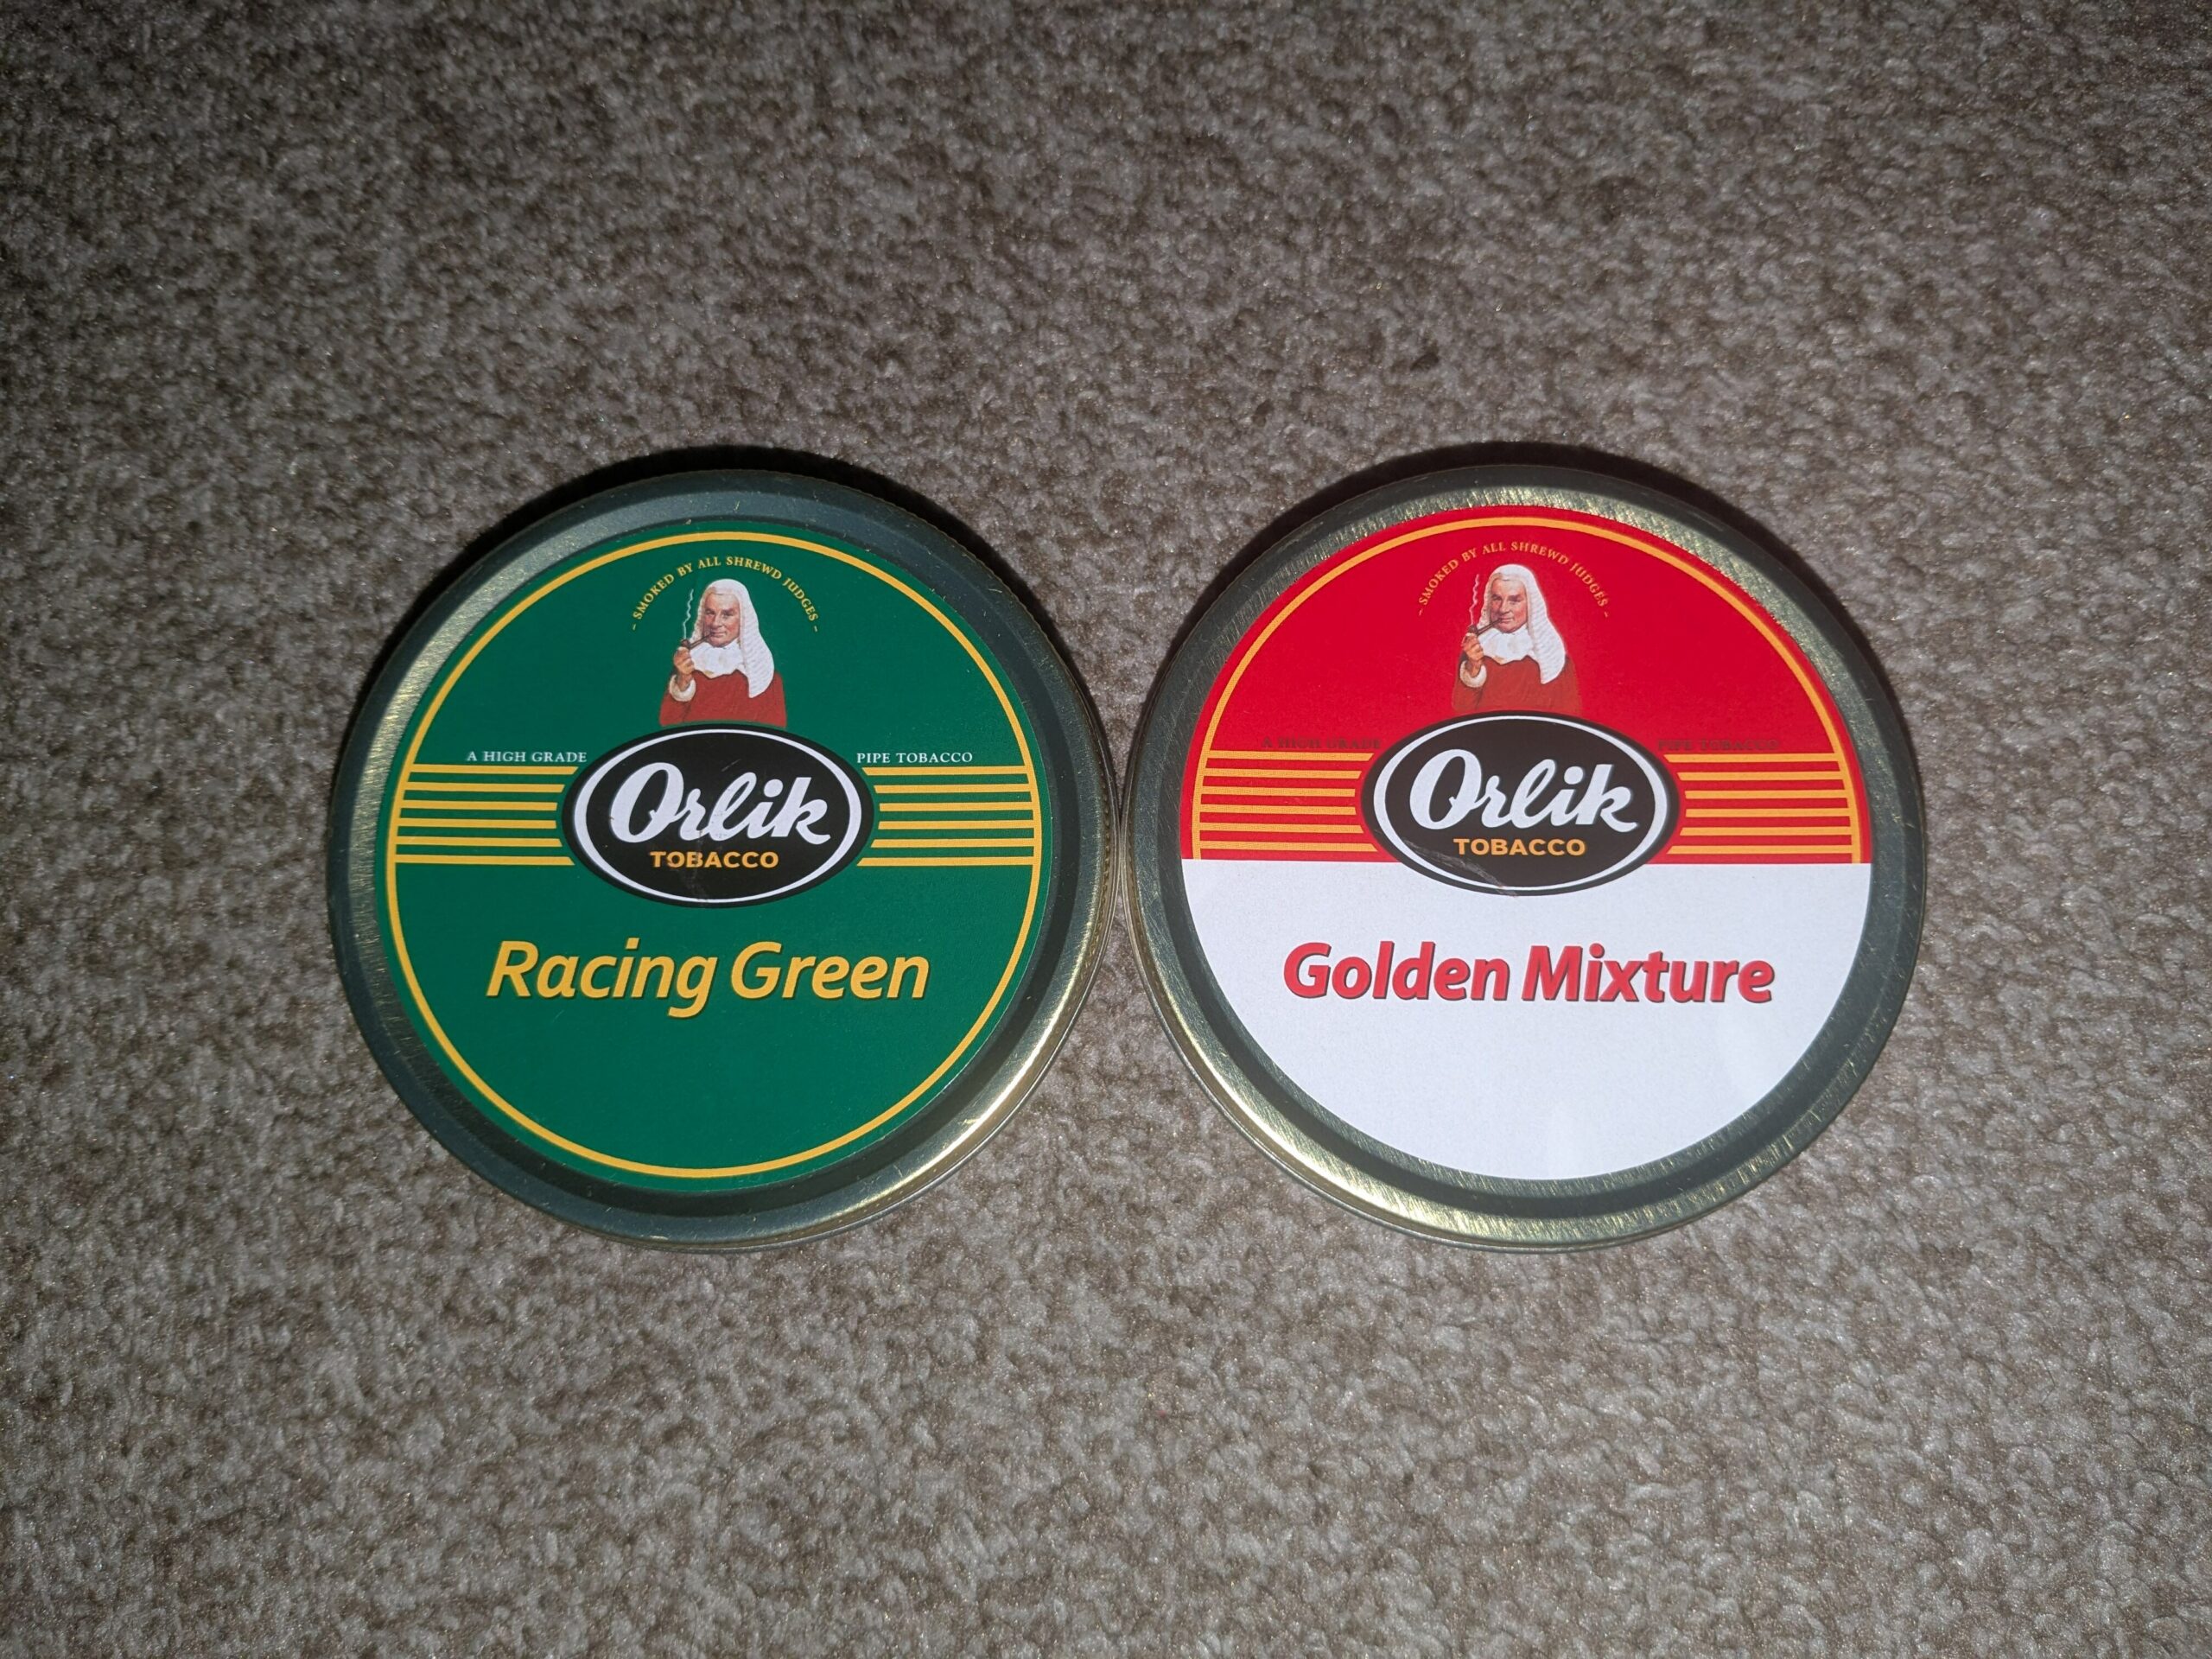 - SMOKED BY ALL SHREWD JUDGES -
A HIGH GRADE
PIPE TOBACCO
Orlik
TOBACCO
Racing Green
- SMOKED BY ALL SHREWD JUDGES -
A HIGH GRADE
PIPE TOBACCO
Orlik
TOBACCO
Golden Mixture